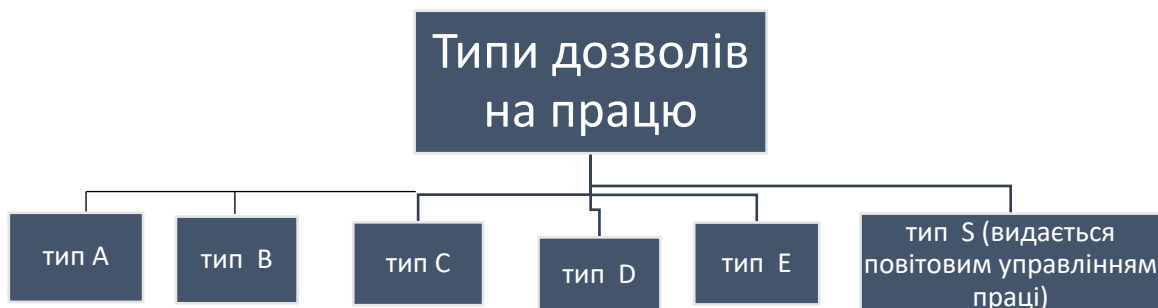 Типи дозволів
на працю
тип А
тип В
тип С
тип D
тип Е
тип S (видається
повітовим управлінням
праці)